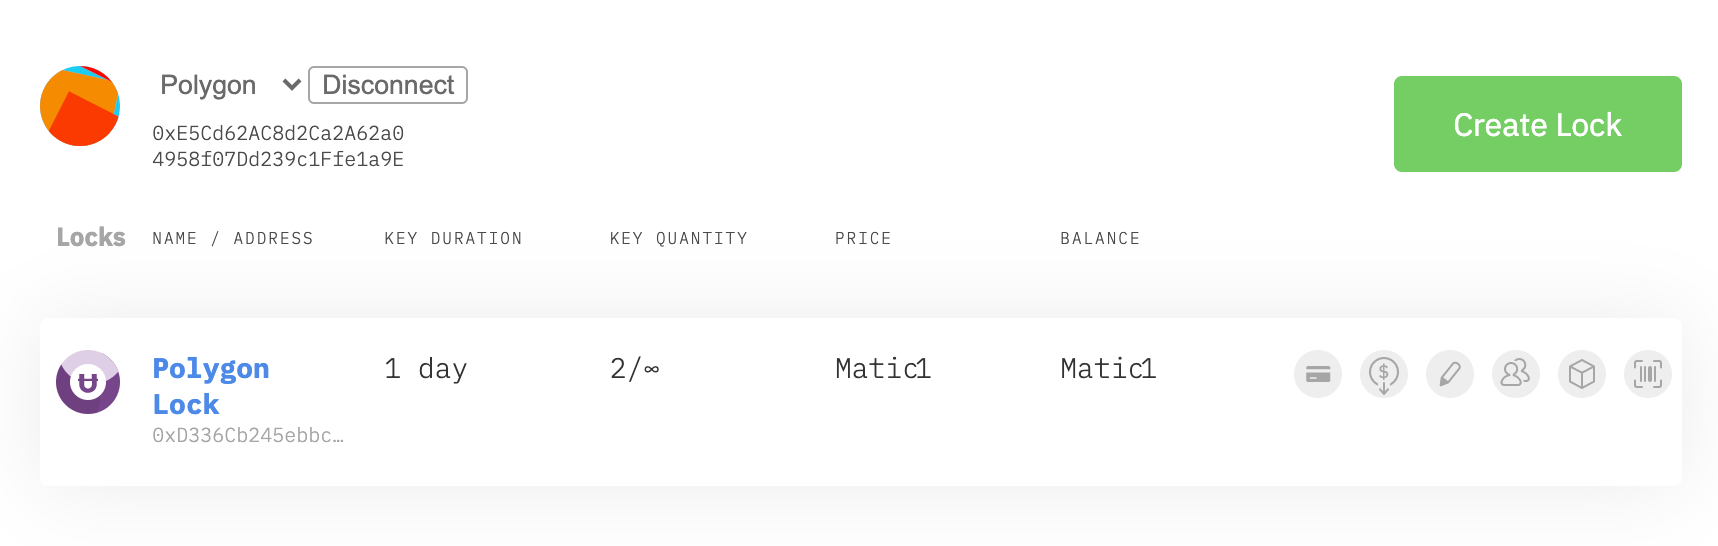 Polygon
Disconnect
0xE5Cd62AC8d2Ca2A62a0
4958f07Dd239c1Ffe1a9E
Create Lock
Locks NAME / ADDRESS KEY DURATION KEY QUANTITY PRICE BALANCE
Polygon 1 day 2/∞ Matic1 Matic1
Lock
0xD336Cb245ebbc…